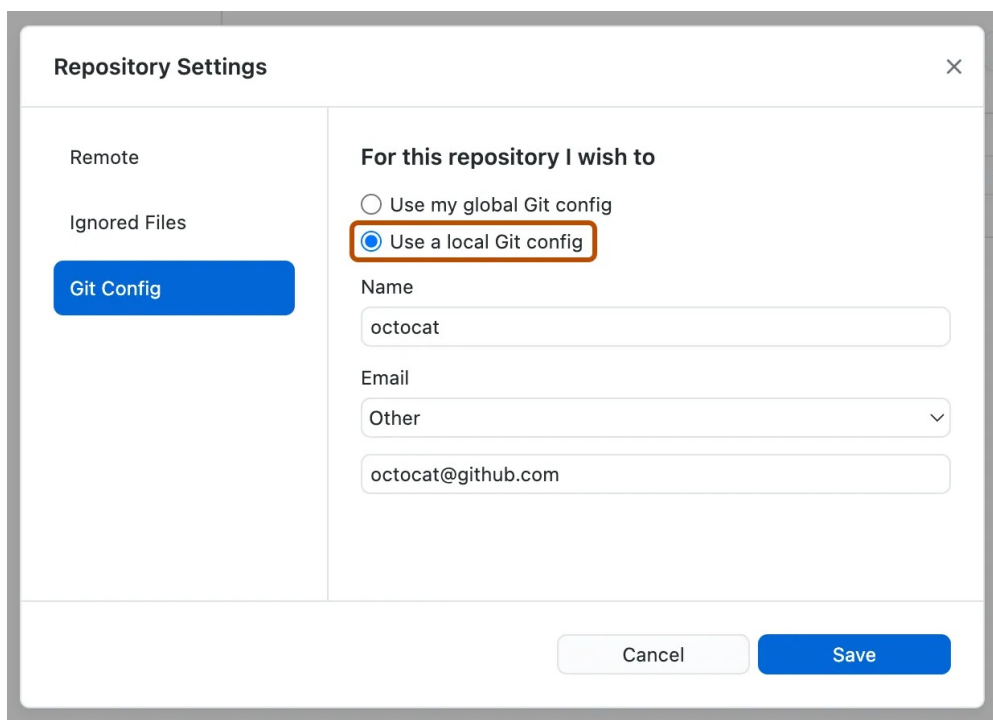 Repository Settings
Remote
Ignored Files
Git Config
For this repository I wish to
Use my global Git config
Use a local Git config
Name
octocat
Email
Other
octocat@github.com
Cancel
Save